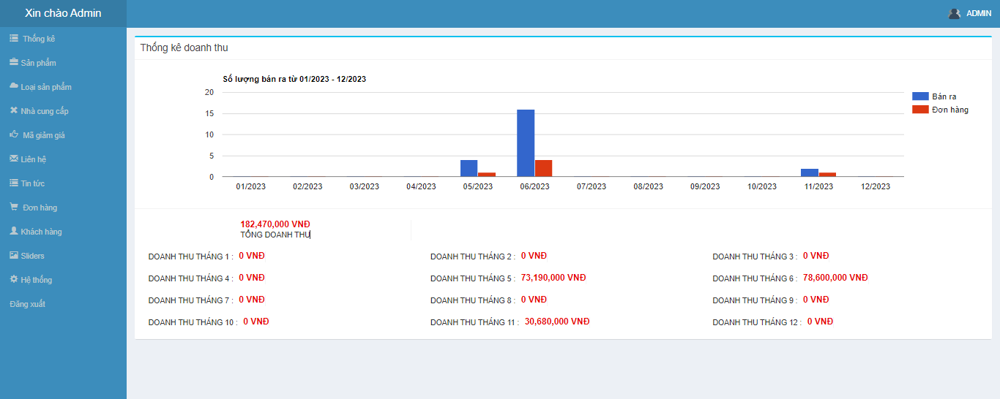 Xin chào Admin
ADMIN
Thống kê
Sản phẩm
Loại sản phẩm
Nhà cung cấp
Mã giảm giá
Liên hệ
Tin tức
Đơn hàng
Khách hàng
Sliders
Hệ thống
Đăng xuất
Thống kê doanh thu
Số lượng bán ra từ 01/2023 - 12/2023
20
15
10
5
0
01/2023 02/2023 03/2023 04/2023 05/2023 06/2023 07/2023 08/2023 09/2023 10/2023 11/2023 12/2023
Bán ra
Đơn hàng
182,470,000 VNĐ
TỔNG DOANH THU
DOANH THU THÁNG 1 : 0 VNĐ DOANH THU THÁNG 2 : 0 VNĐ DOANH THU THÁNG 3 : 0 VNĐ
DOANH THU THÁNG 4 : 0 VNĐ DOANH THU THÁNG 5 : 73,190,000 VNĐ DOANH THU THÁNG 6 : 78,600,000 VNĐ
DOANH THU THÁNG 7 : 0 VNĐ DOANH THU THÁNG 8 : 0 VNĐ DOANH THU THÁNG 9 : 0 VNĐ
DOANH THU THÁNG 10 : 0 VNĐ DOANH THU THÁNG 11 : 30,680,000 VNĐ DOANH THU THÁNG 12 : 0 VNĐ